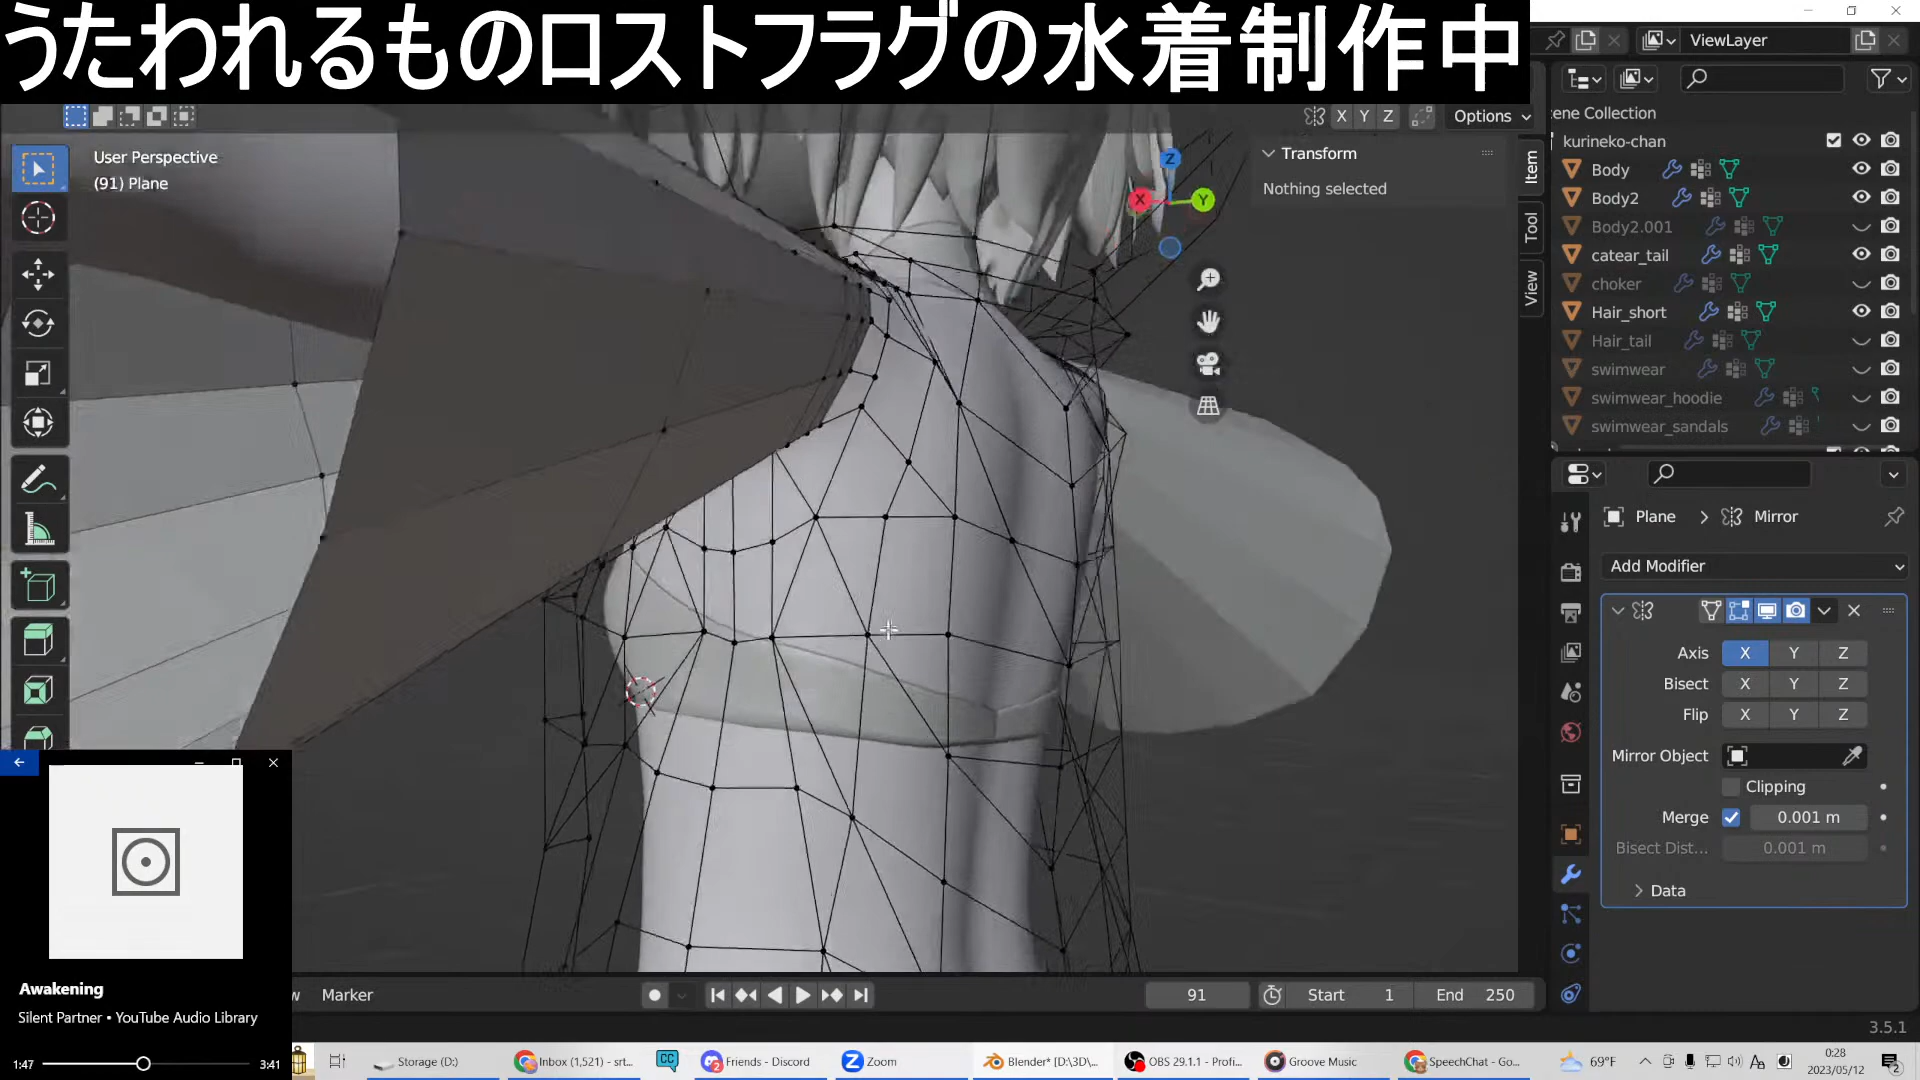 うたわれるものロストフラグの水着制作中
ViewLayer
X Y Z
Options
Scene Collection
kurineko-chan
Body
Body2
Body2.001
catear_tail
choker
Hair_short
Hair_tail
swimwear
swimwear_hoodie
swimwear_sandals
User Perspective
(91) Plane
Transform
Nothing selected
Item
Tool
View
Z
X
Y
Plane > Mirror
Add Modifier
Axis X Y Z
Bisect X Y Z
Flip X Y Z
Mirror Object
Clipping
Merge 0.001 m
Bisect Dist... 0.001 m
Data
Marker
91
Start 1
End 250
3.5.1
Awakening
Silent Partner • YouTube Audio Library
1:47
3:41
Storage (D:)
Inbox (1,521) - srt...
CC
Friends - Discord
Zoom
Blender* [D:\3D\...
OBS 29.1.1 - Profi...
Groove Music
SpeechChat - Go...
69°F
0:28
2023/05/12
2